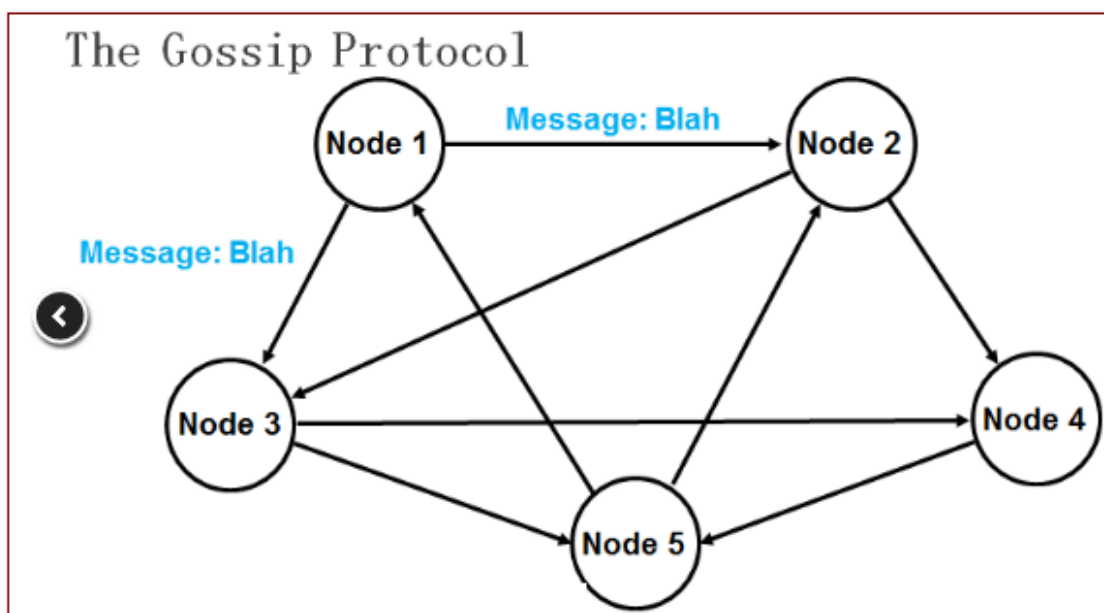 The Gossip Protocol
Message: Blah
Node 1
Node 2
Message: Blah
Node 3
Node 4
Node 5